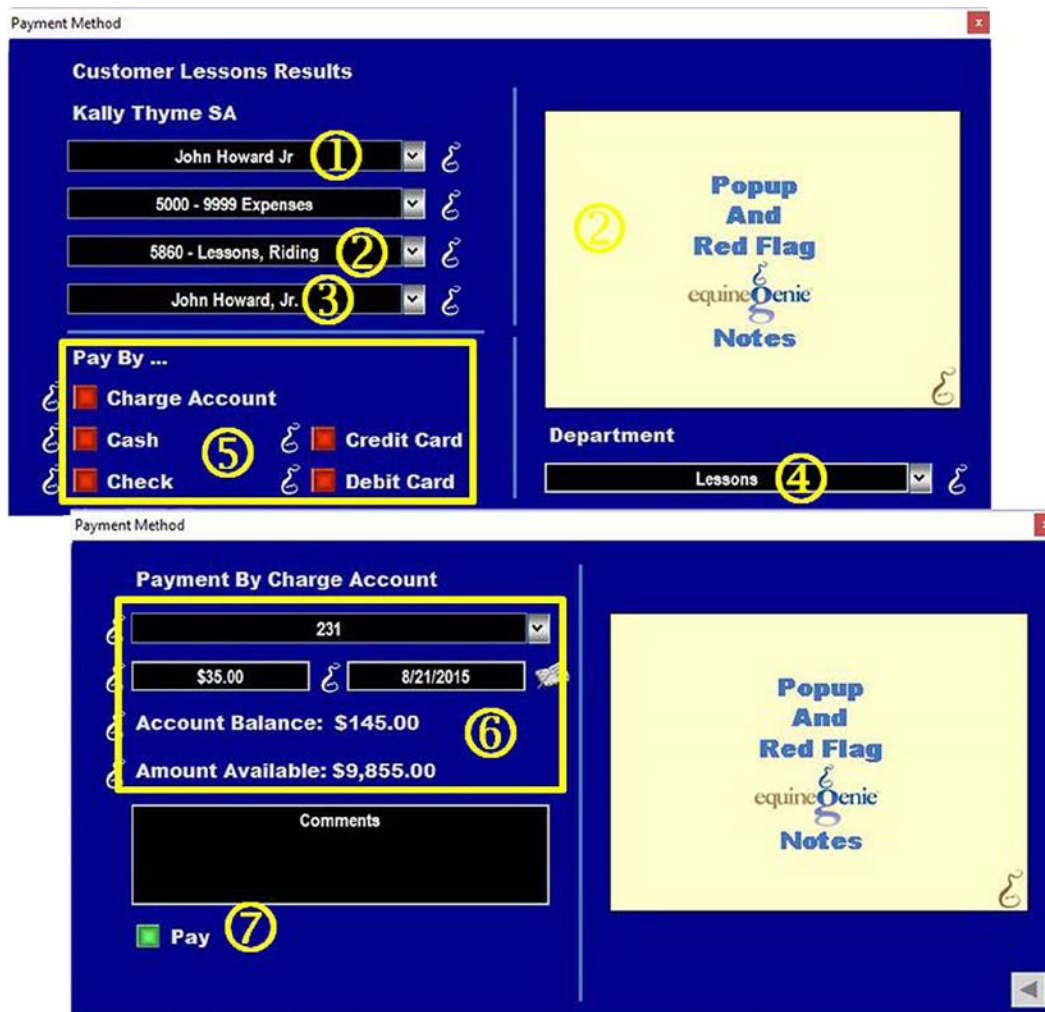 Payment Method
x
Customer Lessons Results
Kally Thyme SA
John Howard Jr ①
5000 - 9999 Expenses
5860 - Lessons, Riding ②
John Howard, Jr. ③
②
Popup
And
Red Flag
equinegenie
Notes
Pay By ...
Charge Account
Cash
⑤
Credit Card
Check
Debit Card
Department
Lessons ④
Payment Method
x
Payment By Charge Account
231
$35.00
8/21/2015
Account Balance: $145.00
⑥
Amount Available: $9,855.00
Comments
Pay ⑦
Popup
And
Red Flag
equinegenie
Notes